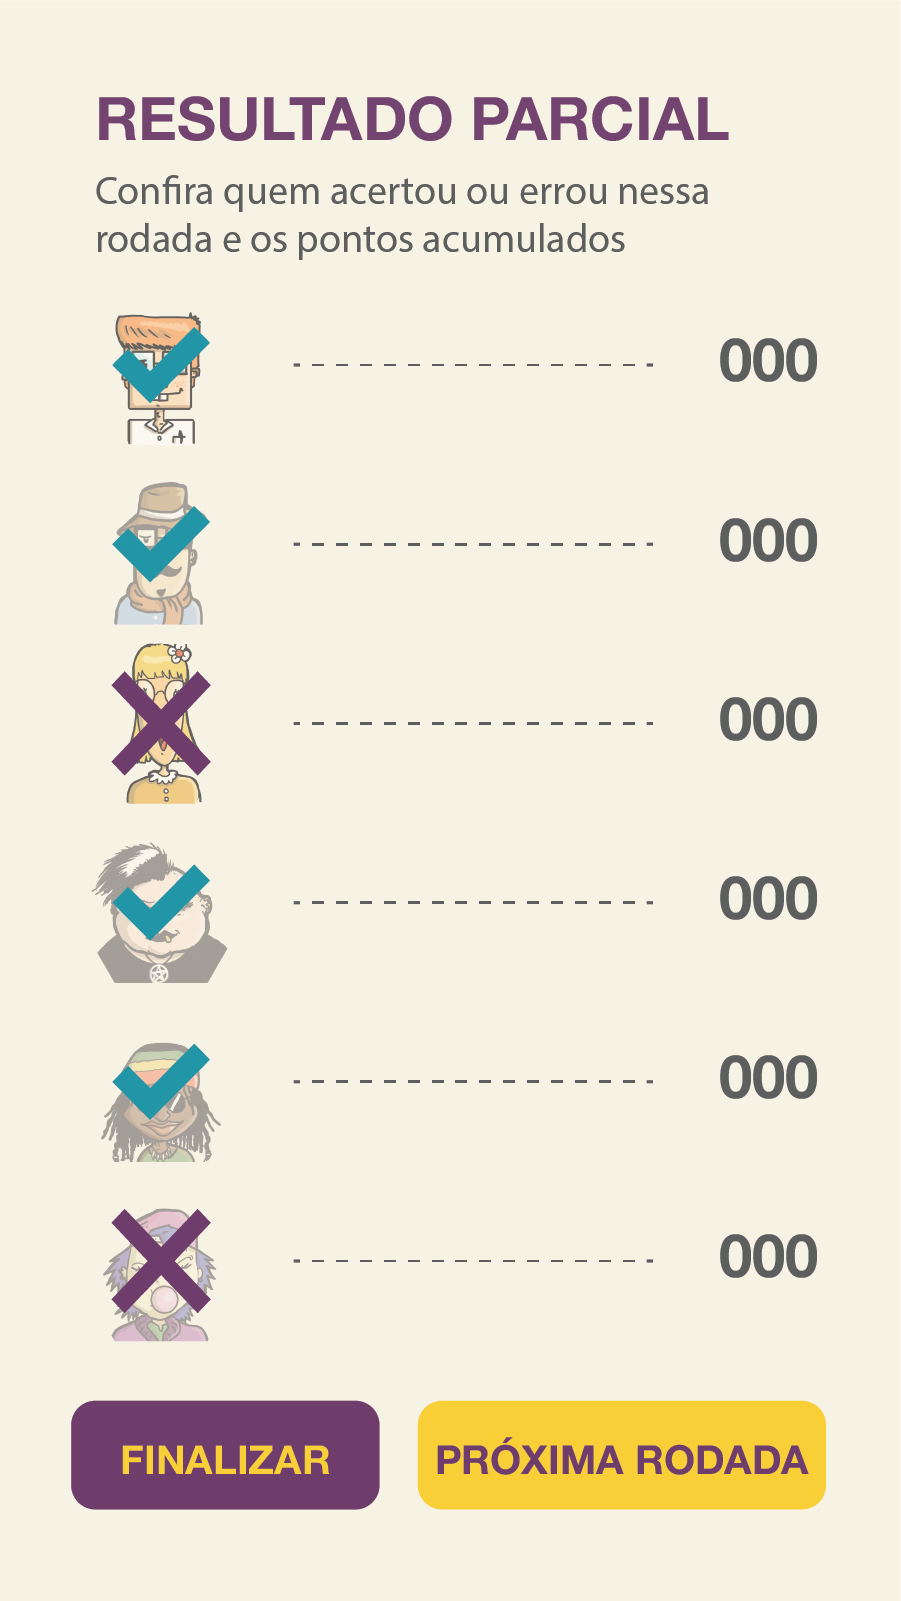 RESULTADO PARCIAL
Confira quem acertou ou errou nessa
rodada e os pontos acumulados
000
000
000
000
000
000
FINALIZAR
PRÓXIMA RODADA